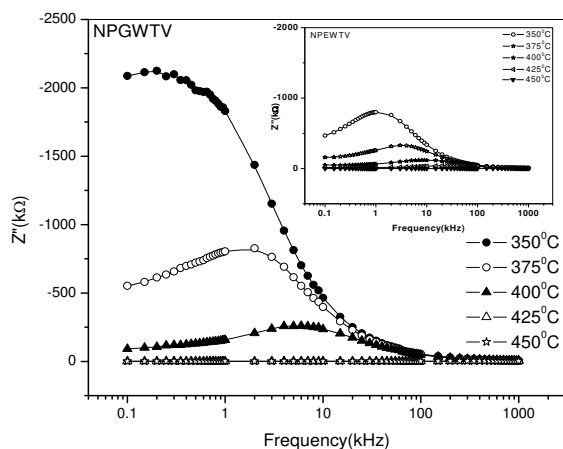 NPGWTV
-2000
-1500
-1000
-500
0
Z"(kΩ)
0.1 1 10 100 1000
Frequency(kHz)
350⁰C
375⁰C
400⁰C
425⁰C
450⁰C
NPEWTV
-2000
-1000
0
Z"(kΩ)
0.1 1 10 100 1000
Frequency(kHz)
350⁰C
375⁰C
400⁰C
425⁰C
450⁰C